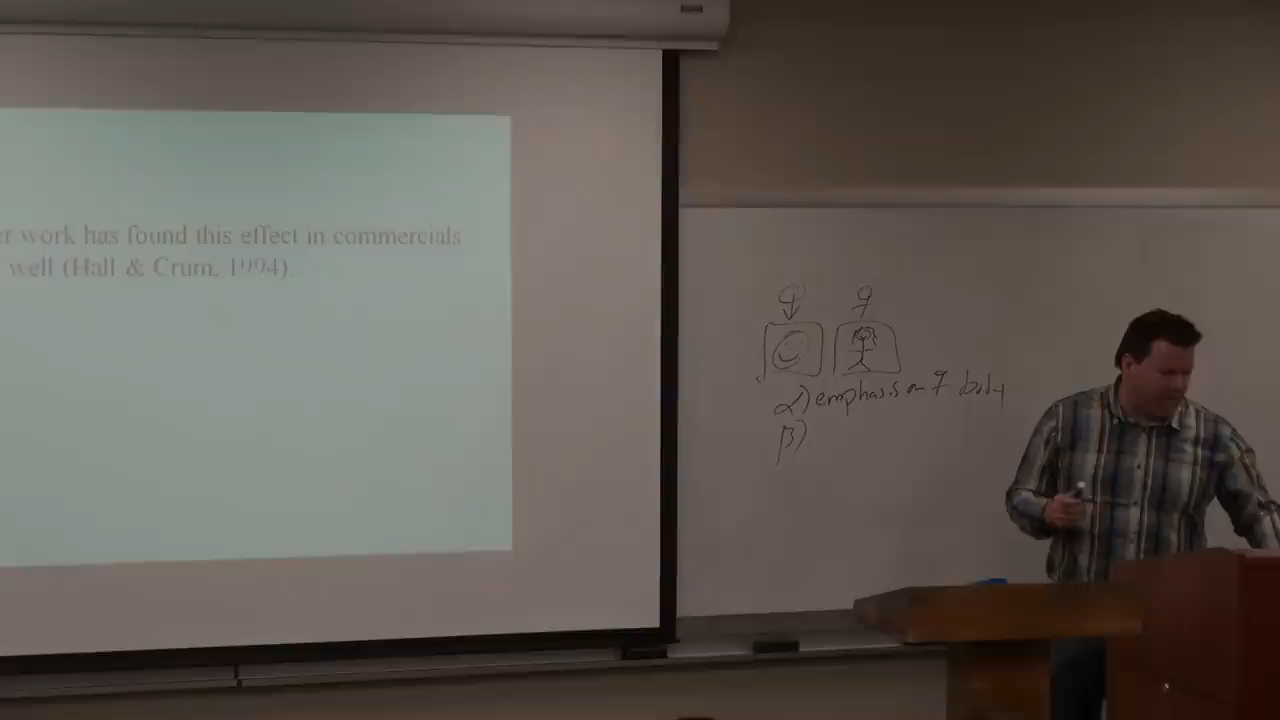 er work has found this effect in commercials
well (Hall & Crum, 1994).
α) emphasis on ♀ body
β)